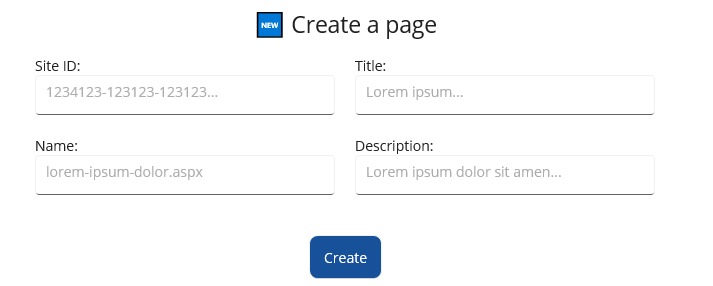 NEW Create a page
Site ID: Title:
1234123-123123-123123... Lorem ipsum...
Name: Description:
lorem-ipsum-dolor.aspx Lorem ipsum dolor sit amen...
Create